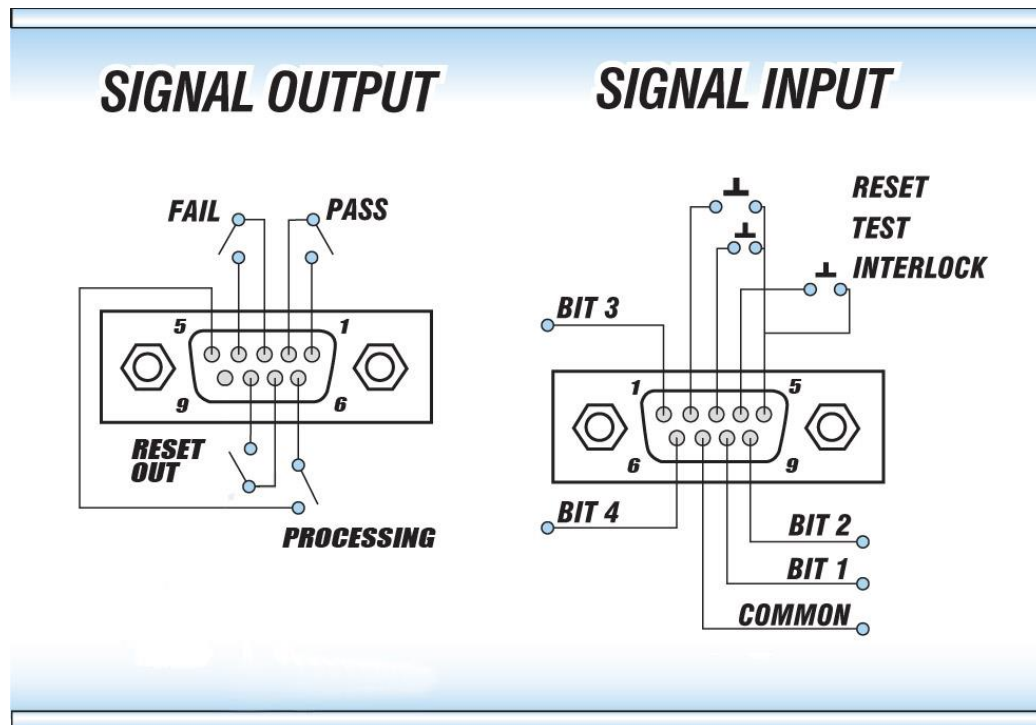 SIGNAL OUTPUT
FAIL
PASS
5
1
9
6
RESET
OUT
PROCESSING
SIGNAL INPUT
RESET
TEST
INTERLOCK
BIT 3
1
5
6
9
BIT 4
BIT 2
BIT 1
COMMON